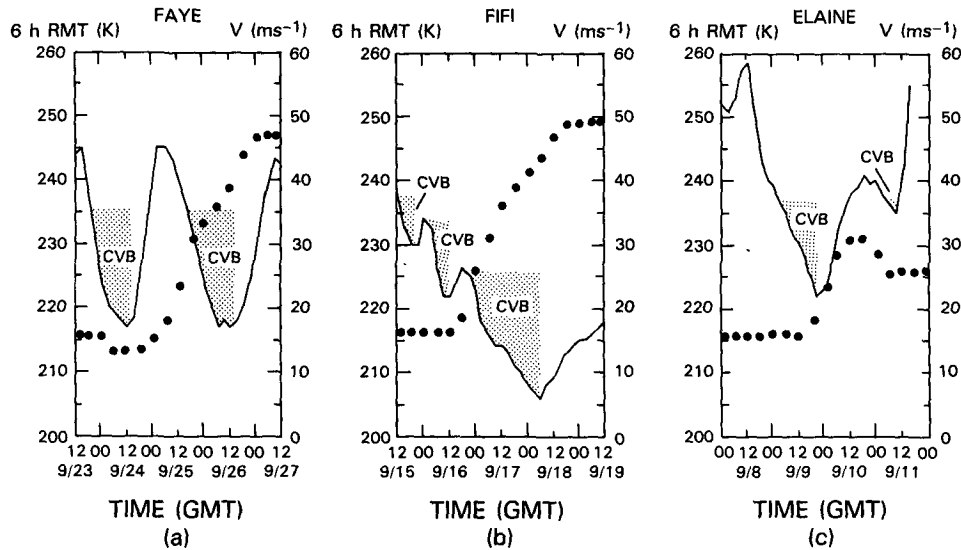 FAYE
6 h RMT (K)
V (ms⁻¹)
260
250
240
230
220
210
200
60
50
40
30
20
10
0
CVB
CVB
12 00 12 00 12 00 12 00 12
9/23 9/24 9/25 9/26 9/27
TIME (GMT)
(a)
FIFI
6 h RMT (K)
V (ms⁻¹)
260
250
240
230
220
210
200
60
50
40
30
20
10
0
CVB
CVB
CVB
12 00 12 00 12 00 12 00 12
9/15 9/16 9/17 9/18 9/19
TIME (GMT)
(b)
ELAINE
6 h RMT (K)
V (ms⁻¹)
260
250
240
230
220
210
200
60
50
40
30
20
10
0
CVB
CVB
00 12 00 12 00 12 00 12 00
9/8 9/9 9/10 9/11
TIME (GMT)
(c)